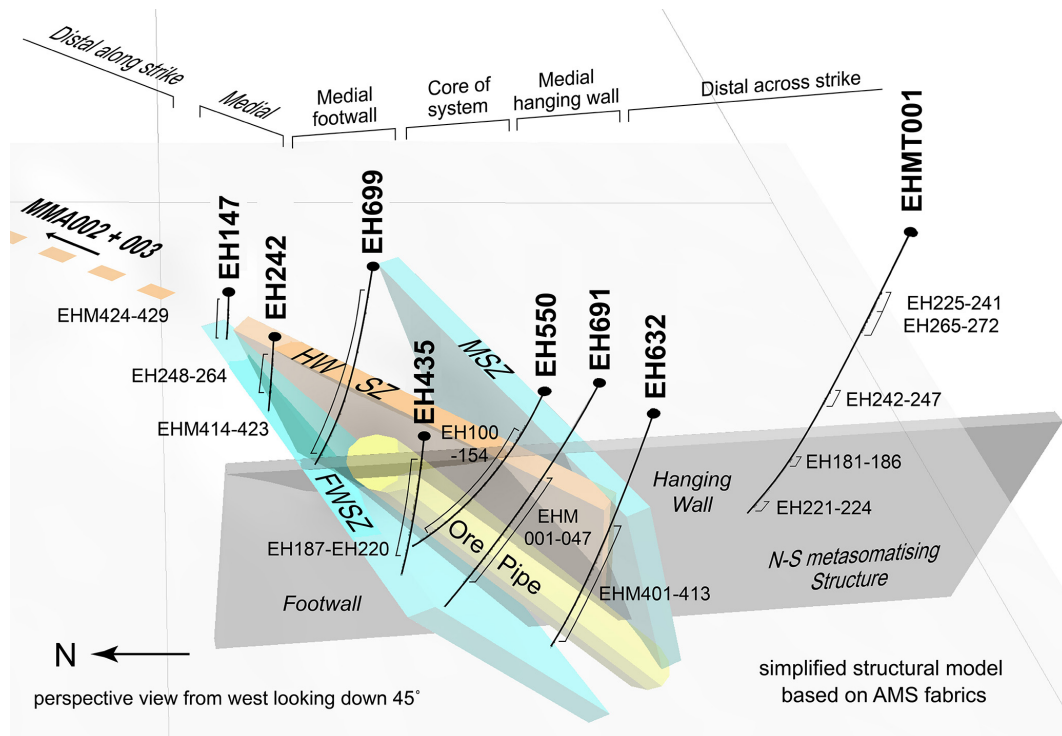 Distal along strike
Medial
Medial
footwall
Core of
system
Medial
hanging wall
Distal across strike
EHMT001
MMA002 + 003
EH147
EH242
EH699
EHM424-429
EH225-241
EH265-272
HW SZ
MSZ
EH435
EH550
EH691
EH632
EH248-264
EH242-247
EHM414-423
EH100
-154
EH181-186
FWSZ
Hanging
Wall
EH221-224
EHM
001-047
Ore Pipe
EH187-EH220
N-S metasomatising
Structure
Footwall
EHM401-413
N
simplified structural model
based on AMS fabrics
perspective view from west looking down 45°